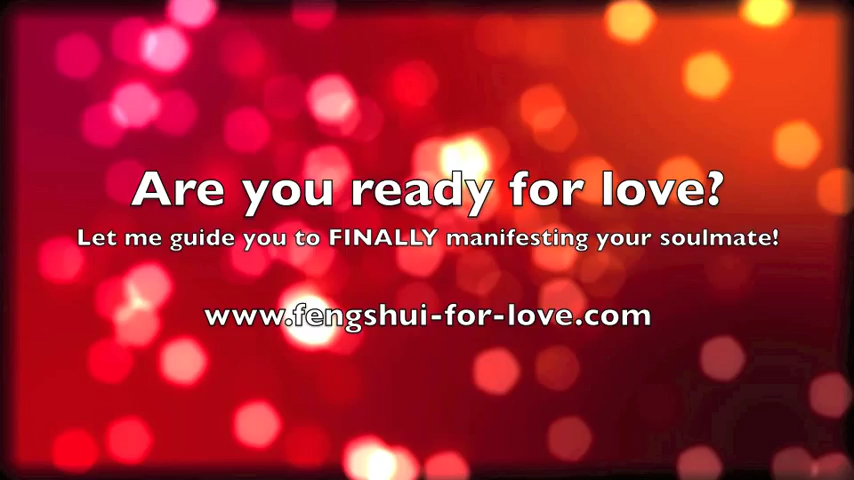 Are you ready for love?
Let me guide you to FINALLY manifesting your soulmate!
www.fengshui-for-love.com